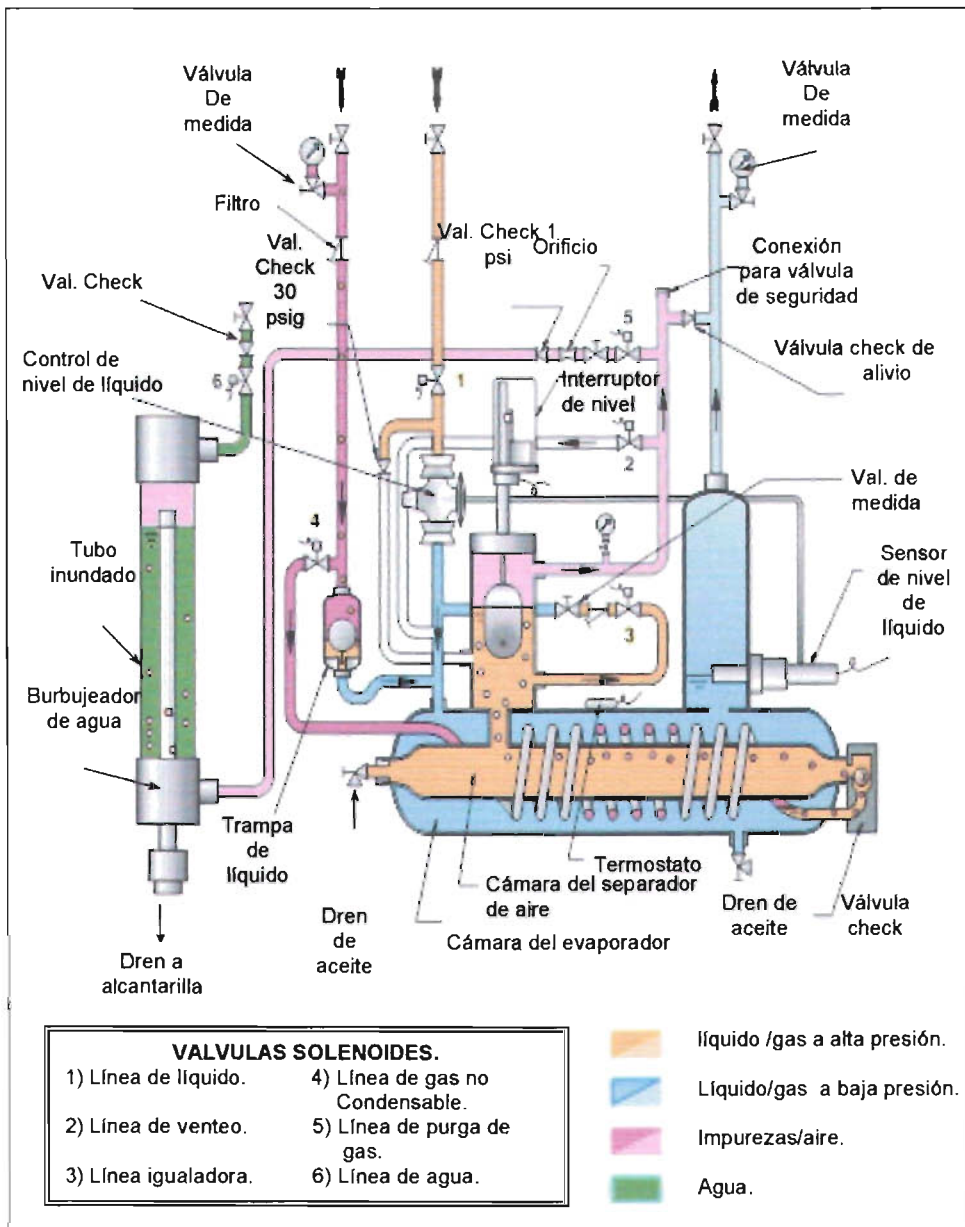 Válvula
De
medida
Válvula
De
medida
Filtro
Val. Check 1
psi
Orificio
Val.
Check
30
psig
Conexión
para válvula
de seguridad
Val. Check
5
Control de
nivel de líquido
6
1
Interruptor
de nivel
Válvula check de
alivio
2
Val. de
medida
4
Tubo
inundado
3
Sensor
de nivel
de
líquido
Burbujeador
de agua
Trampa
de
líquido
Termostato
Cámara del separador
de aire
Dren
de
aceite
Cámara del evaporador
Dren de
aceite
Válvula
check
Dren a
alcantarilla
VALVULAS SOLENOIDES.
1) Línea de líquido.
2) Línea de venteo.
3) Línea igualadora.
4) Línea de gas no
Condensable.
5) Línea de purga de
gas.
6) Línea de agua.
líquido /gas a alta presión.
Líquido/gas a baja presión.
Impurezas/aire.
Agua.